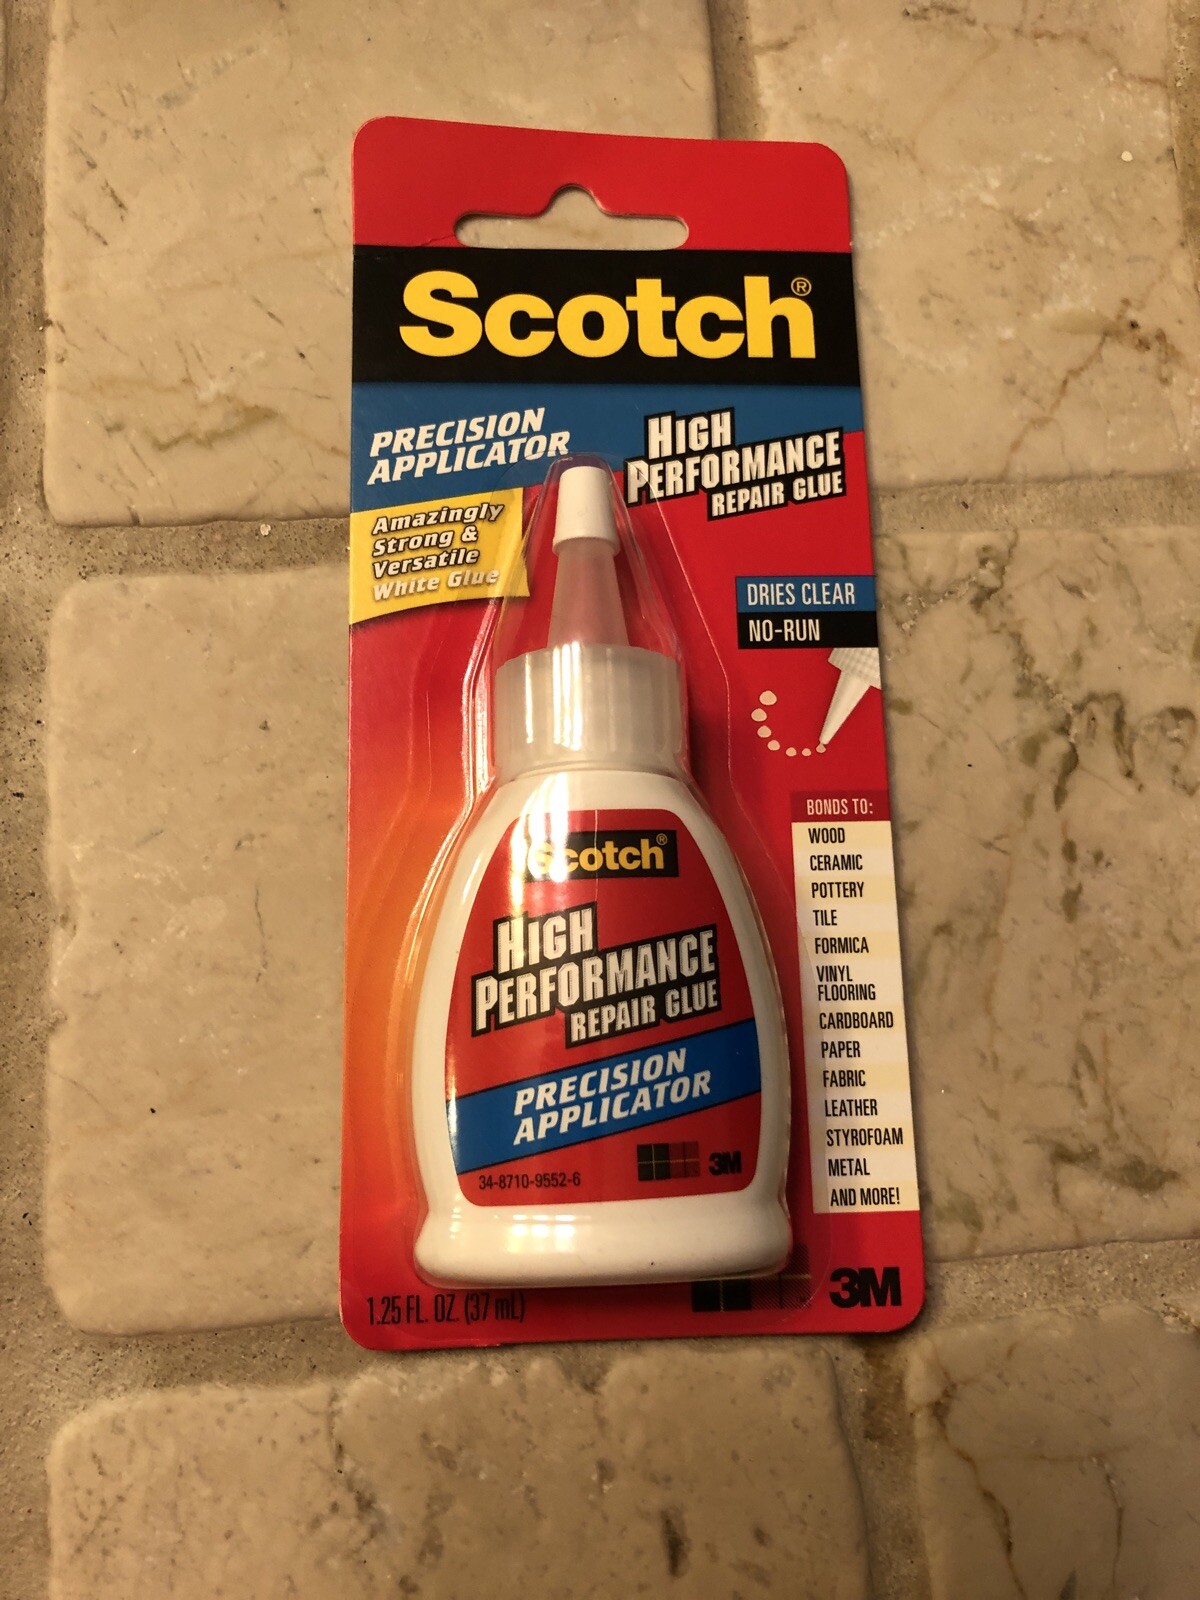 Scotch®
PRECISION
APPLICATOR
HIGH
PERFORMANCE
REPAIR GLUE
Amazingly
Strong &
Versatile
White Glue
DRIES CLEAR
NO-RUN
BONDS TO:
WOOD
CERAMIC
POTTERY
TILE
FORMICA
VINYL
FLOORING
CARDBOARD
PAPER
FABRIC
LEATHER
STYROFOAM
METAL
AND MORE!
Scotch®
HIGH
PERFORMANCE
REPAIR GLUE
PRECISION
APPLICATOR
34-8710-9552-6
3M
1.25 FL. OZ. (37 mL)
3M